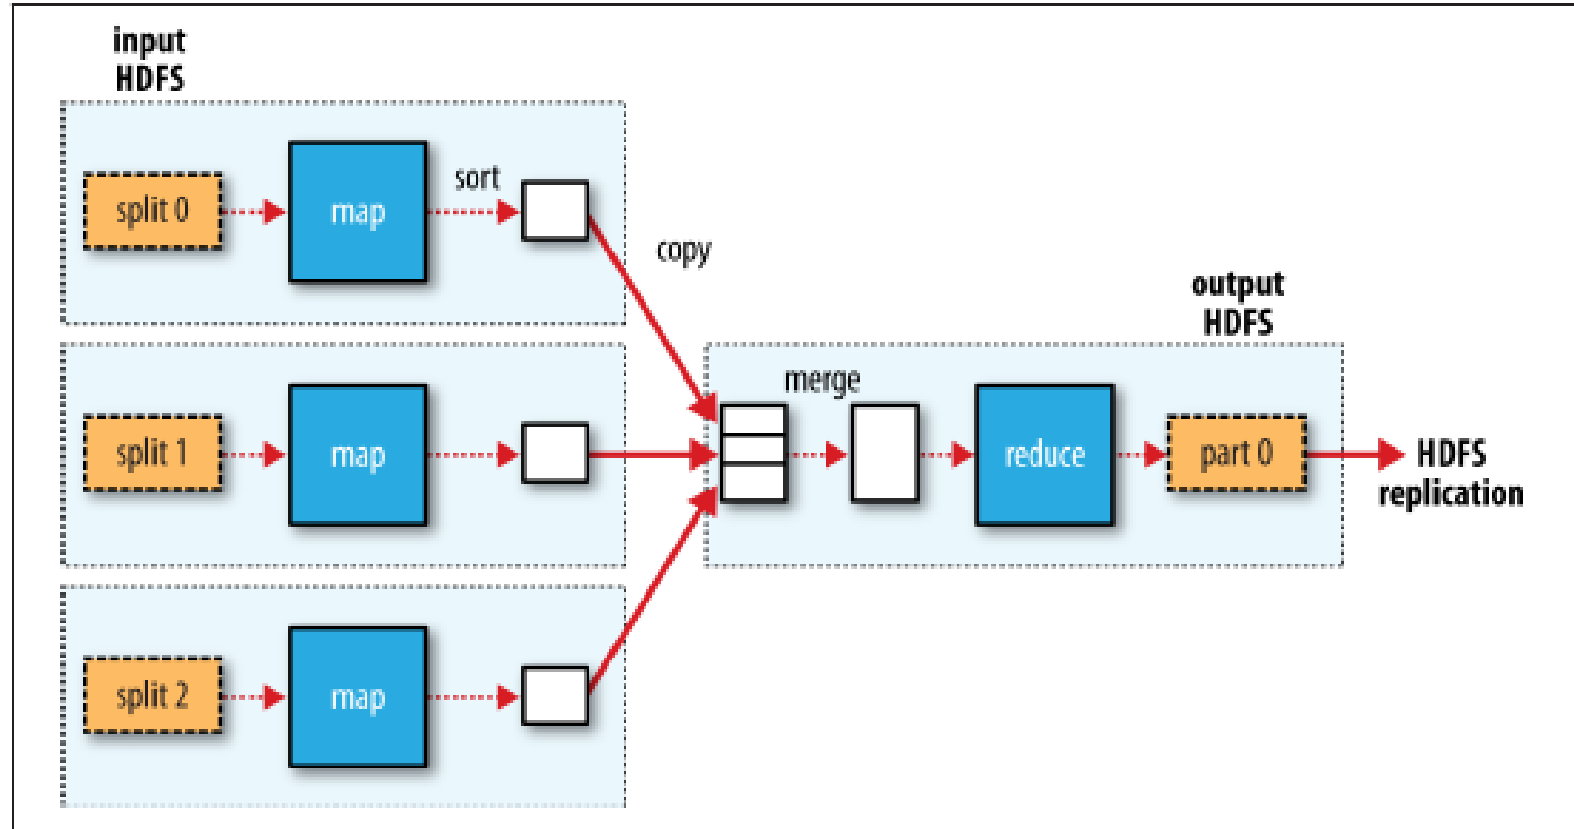 input
HDFS
split 0
map
sort
copy
split 1
map
split 2
map
output
HDFS
merge
reduce
part 0
HDFS
replication